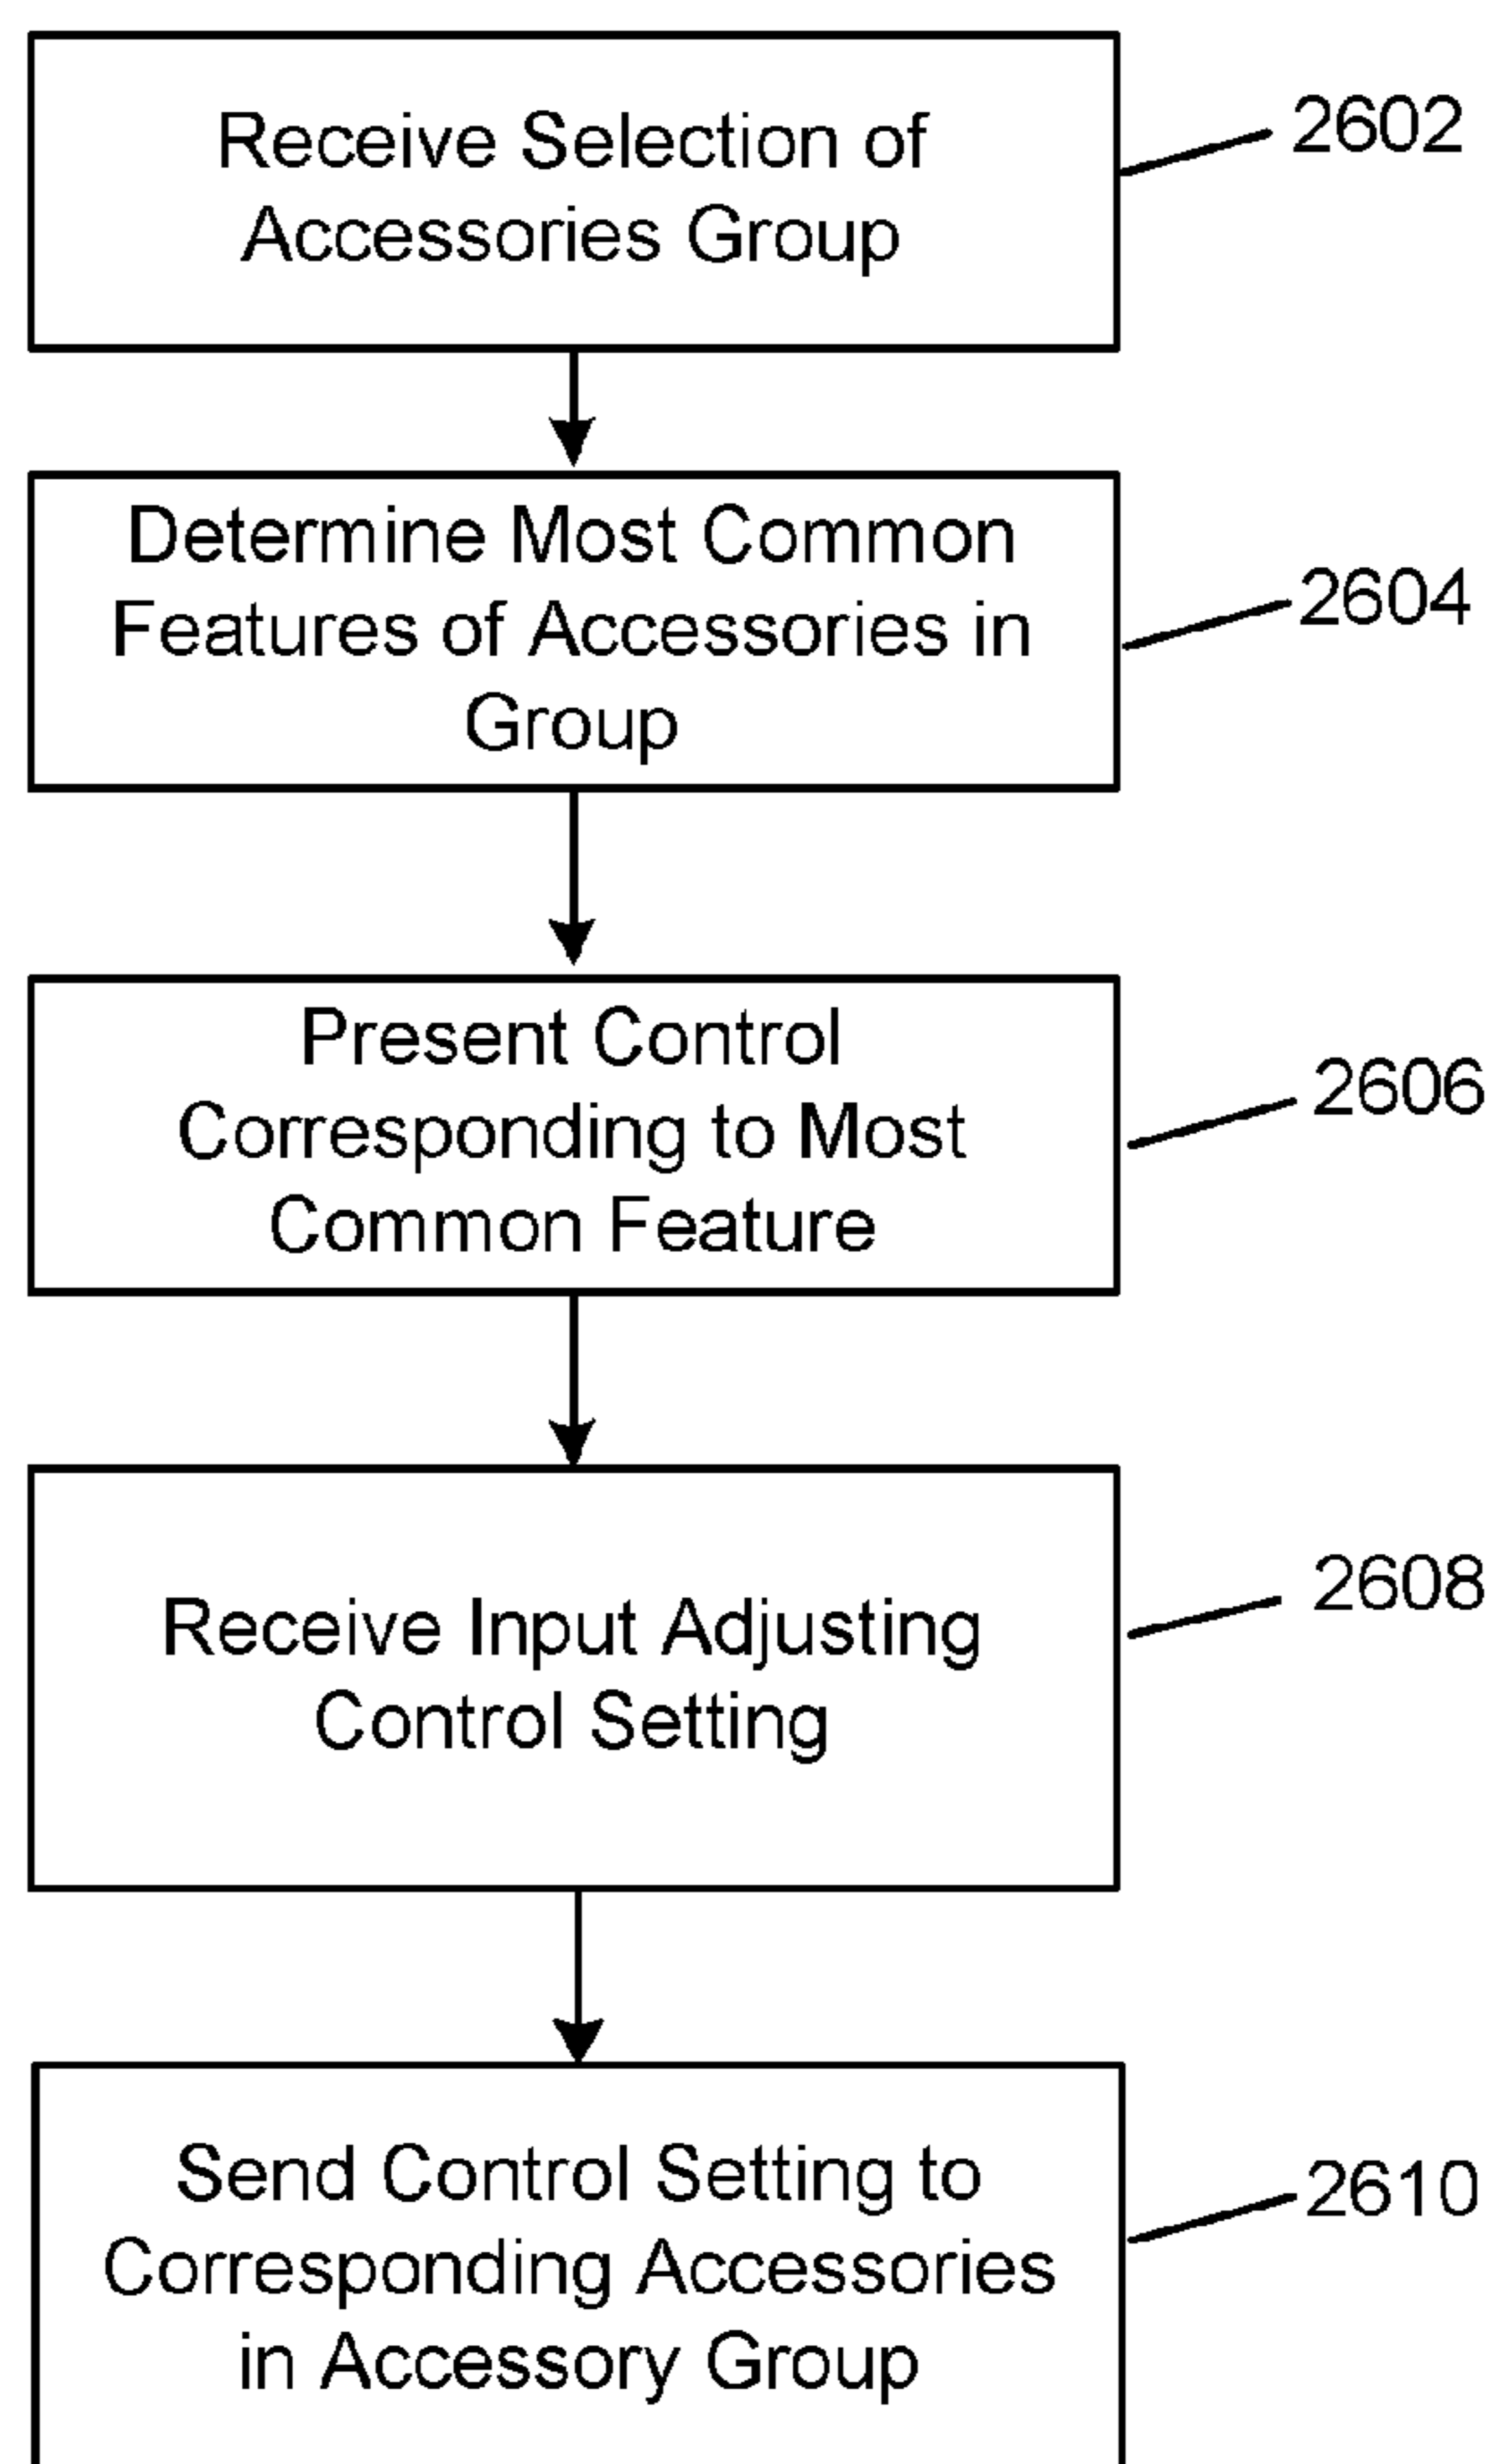 Receive Selection of
Accessories Group
2602
Determine Most Common
Features of Accessories in
Group
2604
Present Control
Corresponding to Most
Common Feature
2606
Receive Input Adjusting
Control Setting
2608
Send Control Setting to
Corresponding Accessories
in Accessory Group
2610